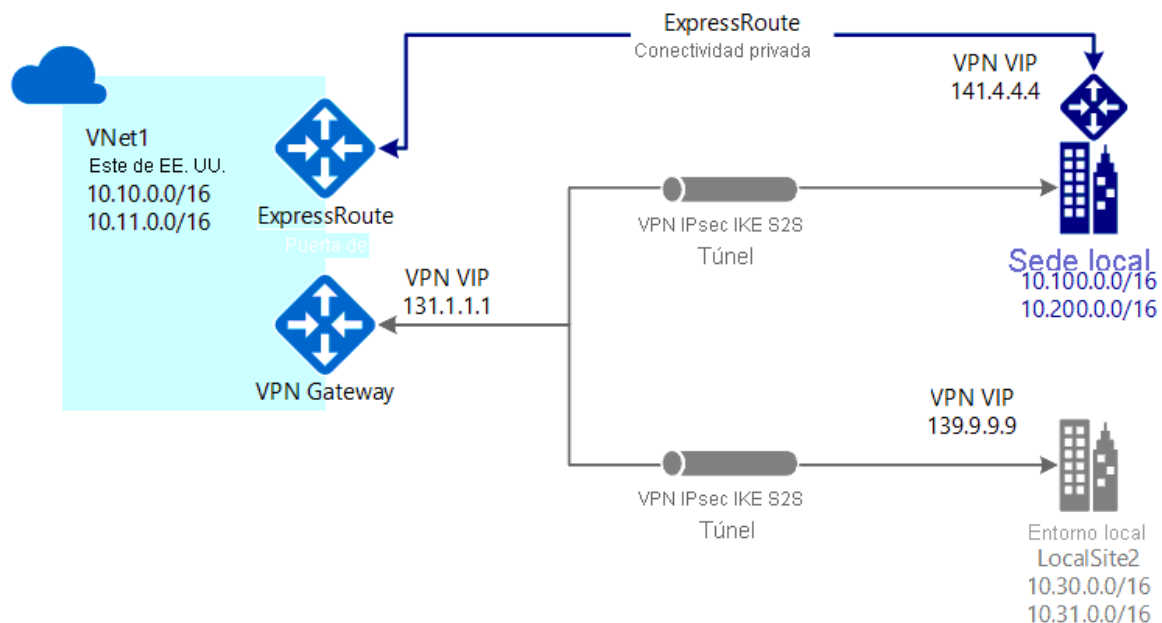 ExpressRoute
Conectividad privada
VPN VIP
141.4.4.4
VNet1
Este de EE. UU.
10.10.0.0/16
10.11.0.0/16
ExpressRoute
Puerta de
VPN IPsec IKE S2S
Túnel
Sede local
10.100.0.0/16
10.200.0.0/16
VPN VIP
131.1.1.1
VPN Gateway
VPN VIP
139.9.9.9
VPN IPsec IKE S2S
Túnel
Entorno local
LocalSite2
10.30.0.0/16
10.31.0.0/16